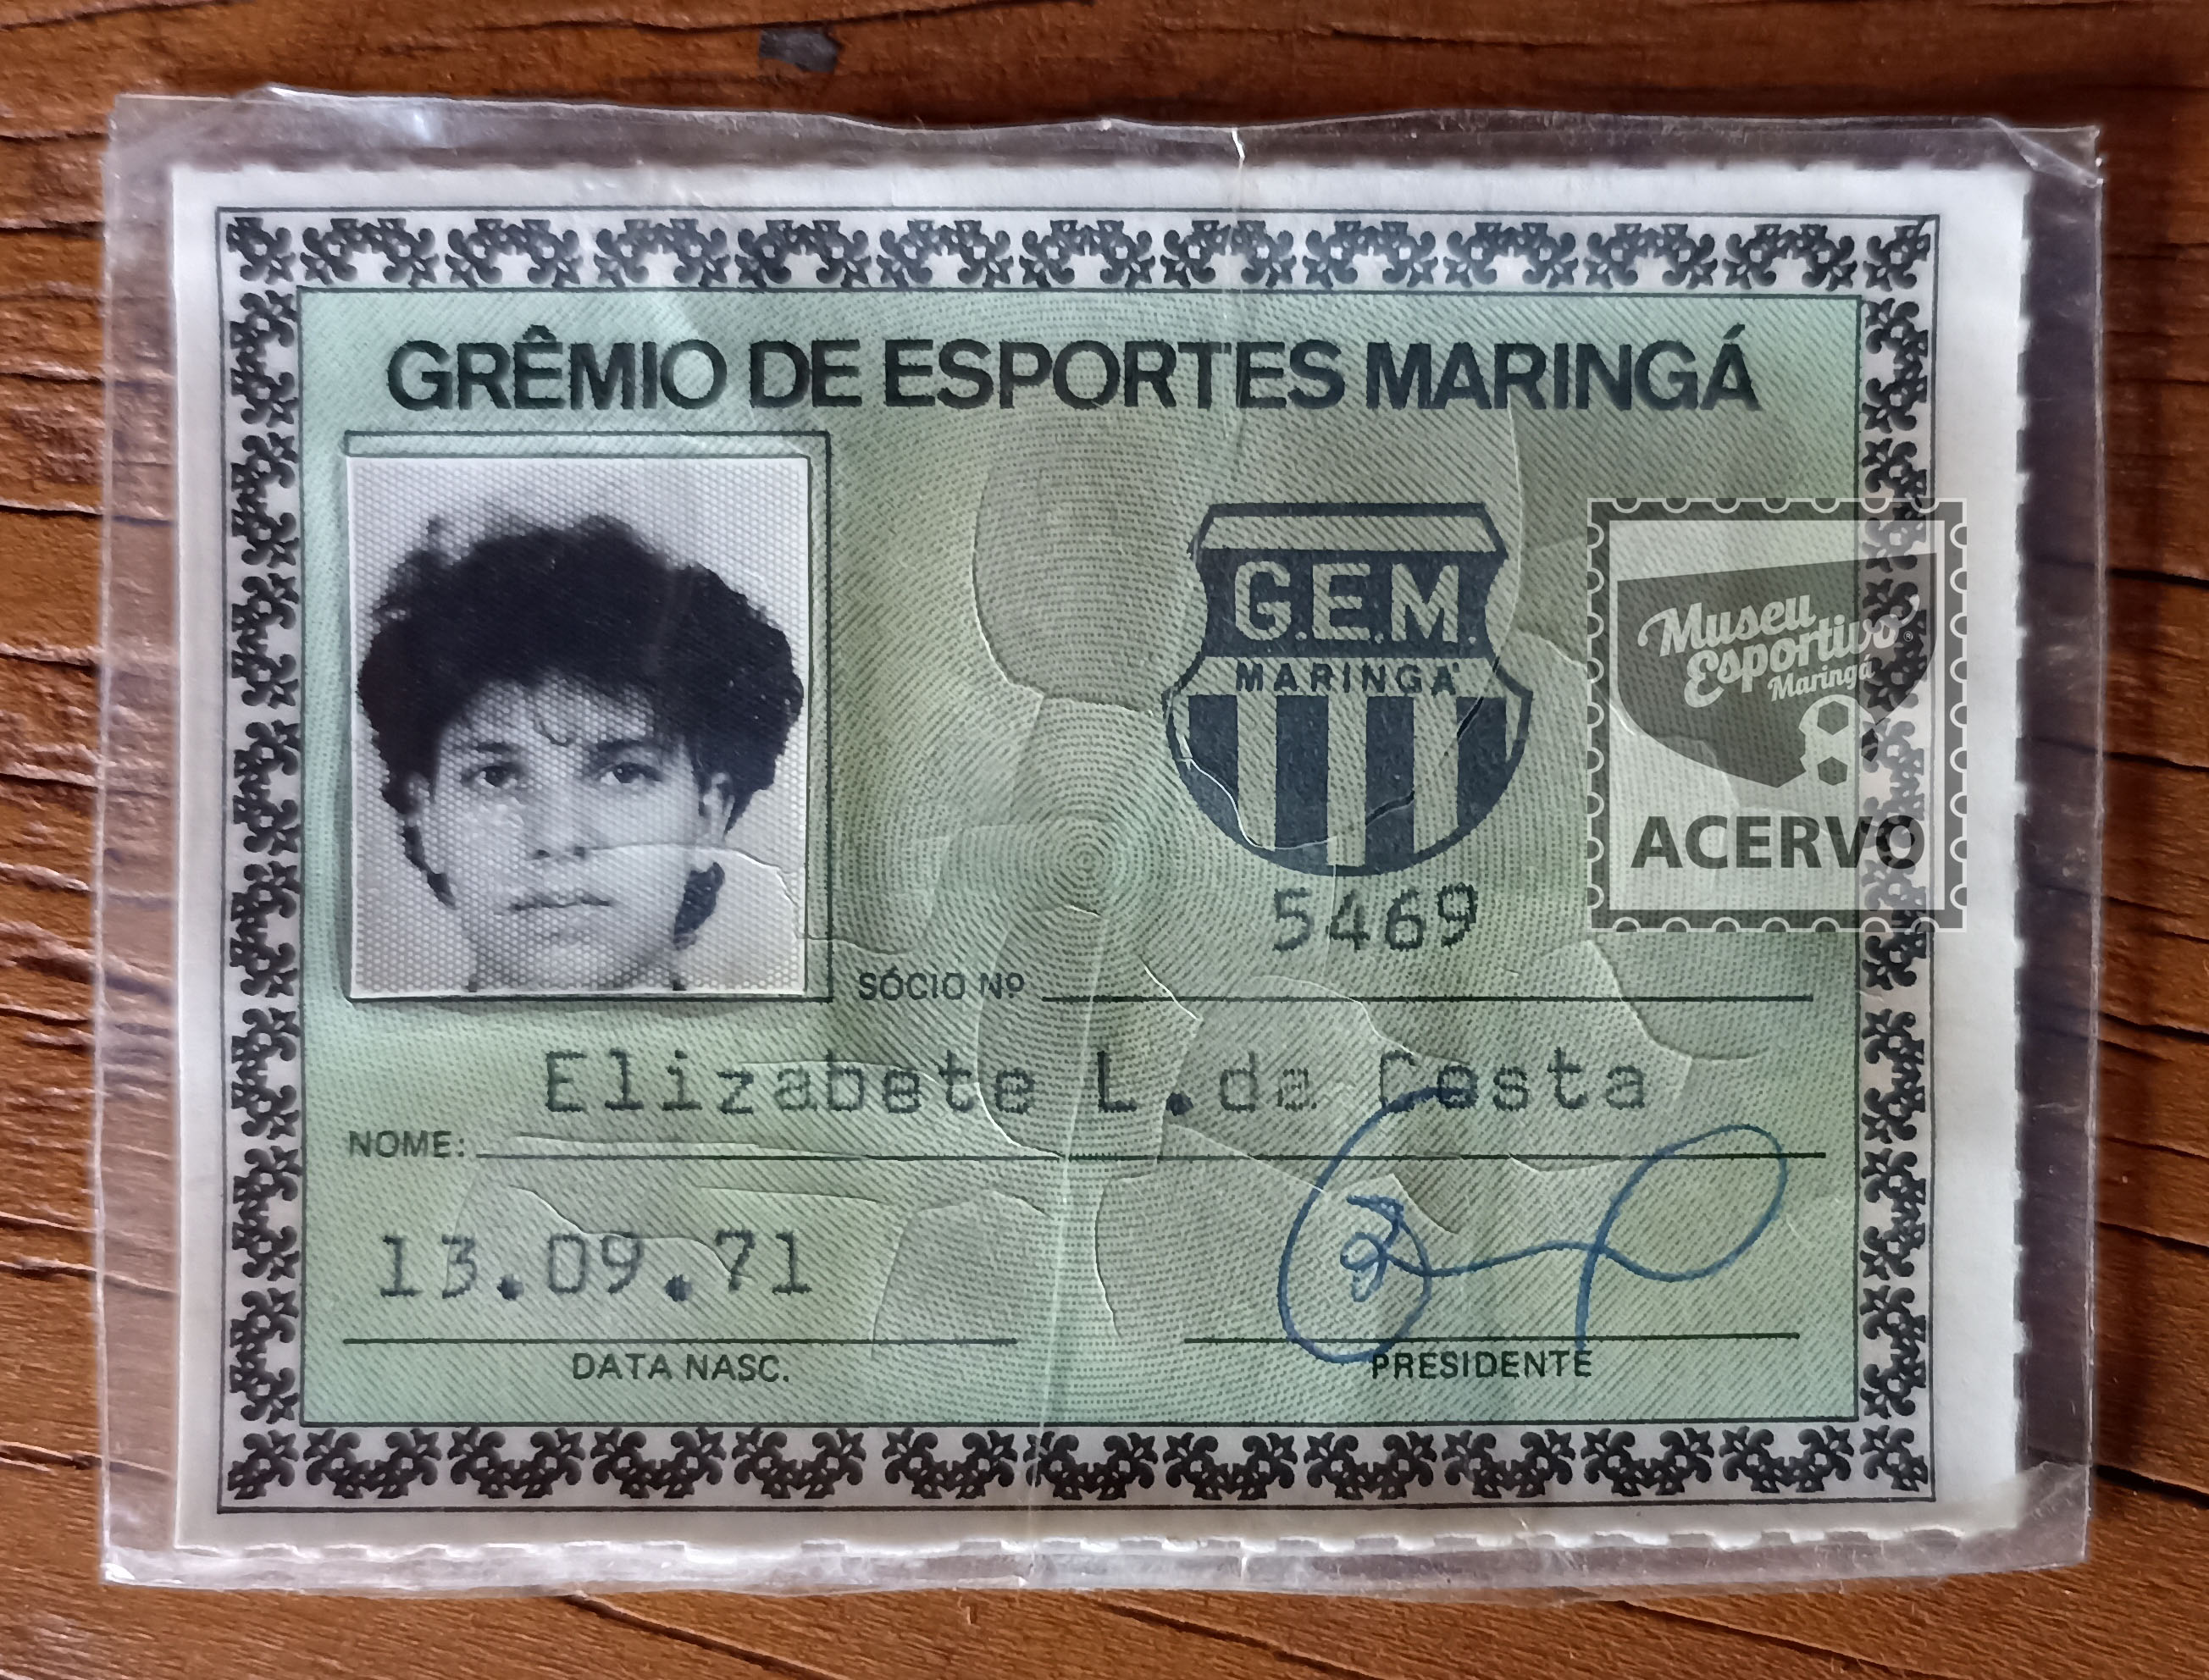 GRÊMIO DE ESPORTES MARINGÁ
G.E.M.
MARINGÁ
Museu
Esportivo®
Maringá
ACERVO
5469
SÓCIO Nº
Elizabete L.da Costa
NOME:
13.09.71
DATA NASC.
PRESIDENTE